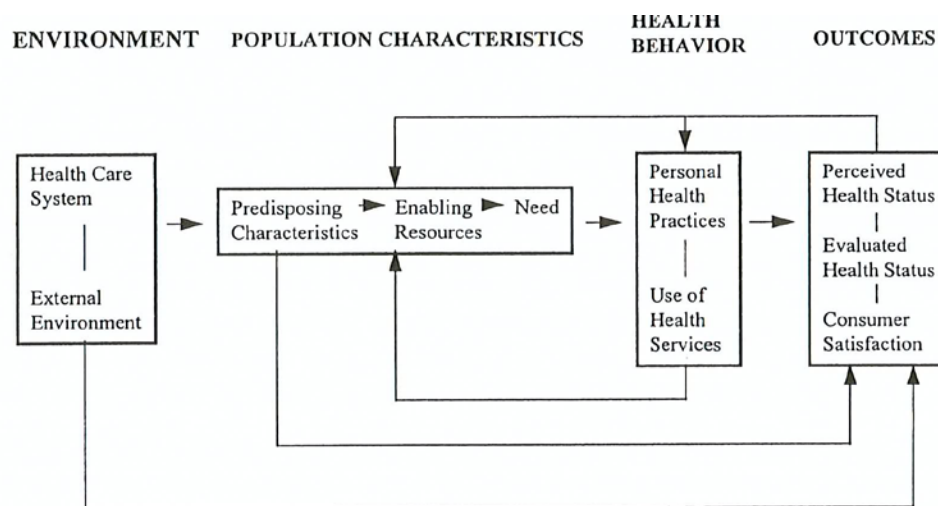 ENVIRONMENT
POPULATION CHARACTERISTICS
HEALTH
BEHAVIOR
OUTCOMES
Health Care
System
External
Environment
Predisposing
Characteristics
Enabling
Resources
Need
Personal
Health
Practices
Use of
Health
Services
Perceived
Health Status
Evaluated
Health Status
Consumer
Satisfaction